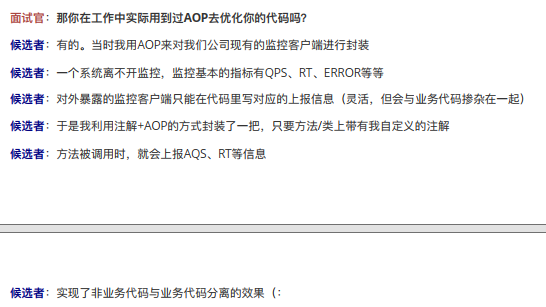 面试官：那你在工作中实际用到过AOP去优化你的代码吗？
候选者：有的。当时我用AOP来对我们公司现有的监控客户端进行封装
候选者：一个系统离不开监控，监控基本的指标有QPS、RT、ERROR等等
候选者：对外暴露的监控客户端只能在代码里写对应的上报信息（灵活，但会与业务代码掺杂在一起）
候选者：于是我利用注解+AOP的方式封装了一把，只要方法/类上带有我自定义的注解
候选者：方法被调用时，就会上报AQS、RT等信息
候选者：实现了非业务代码与业务代码分离的效果（：